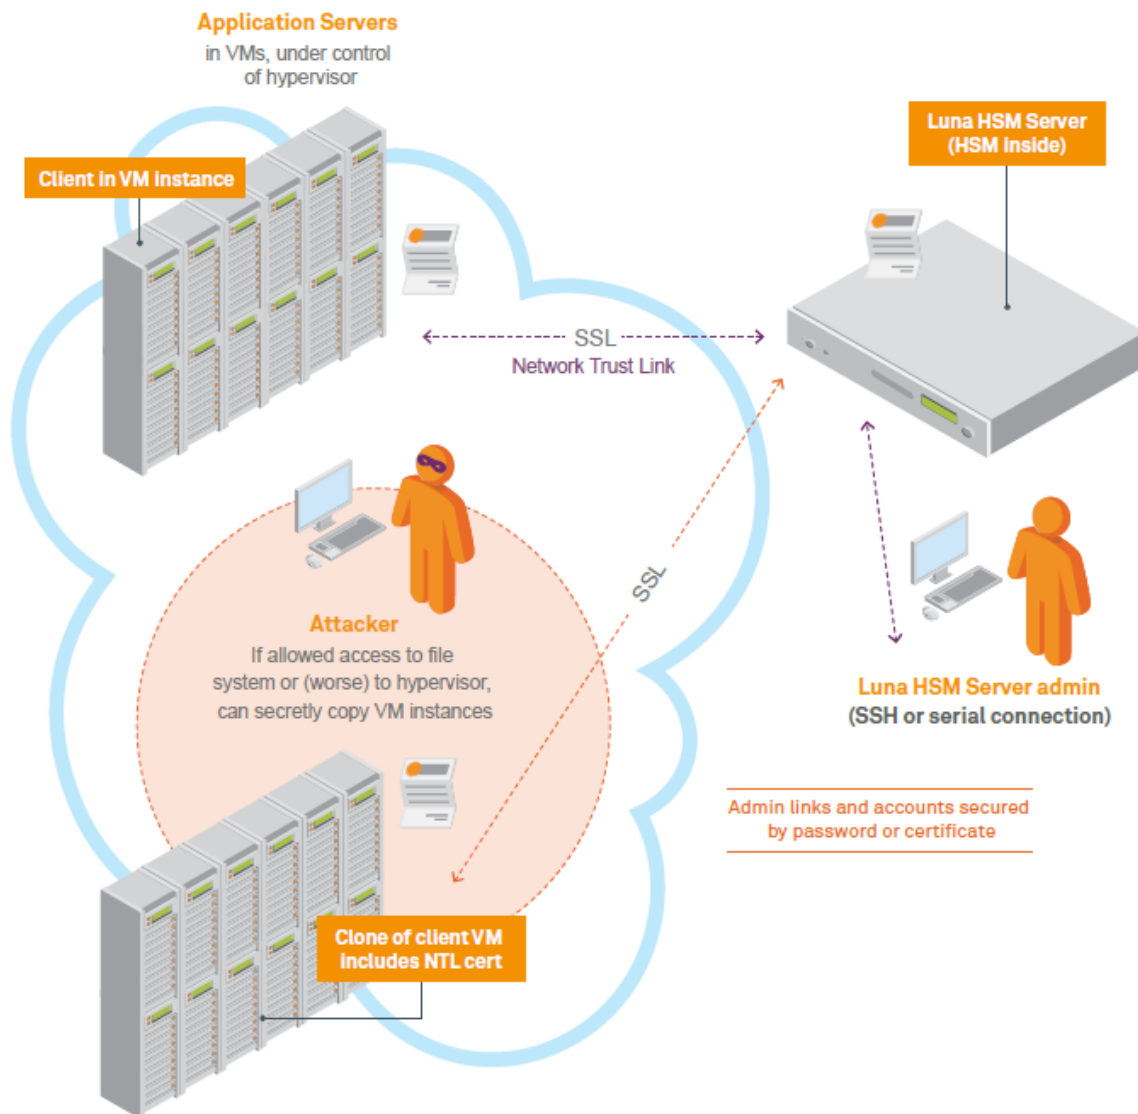 Application Servers
in VMs, under control
of hypervisor
Luna HSM Server
(HSM inside)
Client in VM instance
SSL
Network Trust Link
SSL
Attacker
If allowed access to file
system or (worse) to hypervisor,
can secretly copy VM instances
Luna HSM Server admin
(SSH or serial connection)
Admin links and accounts secured
by password or certificate
Clone of client VM
includes NTL cert